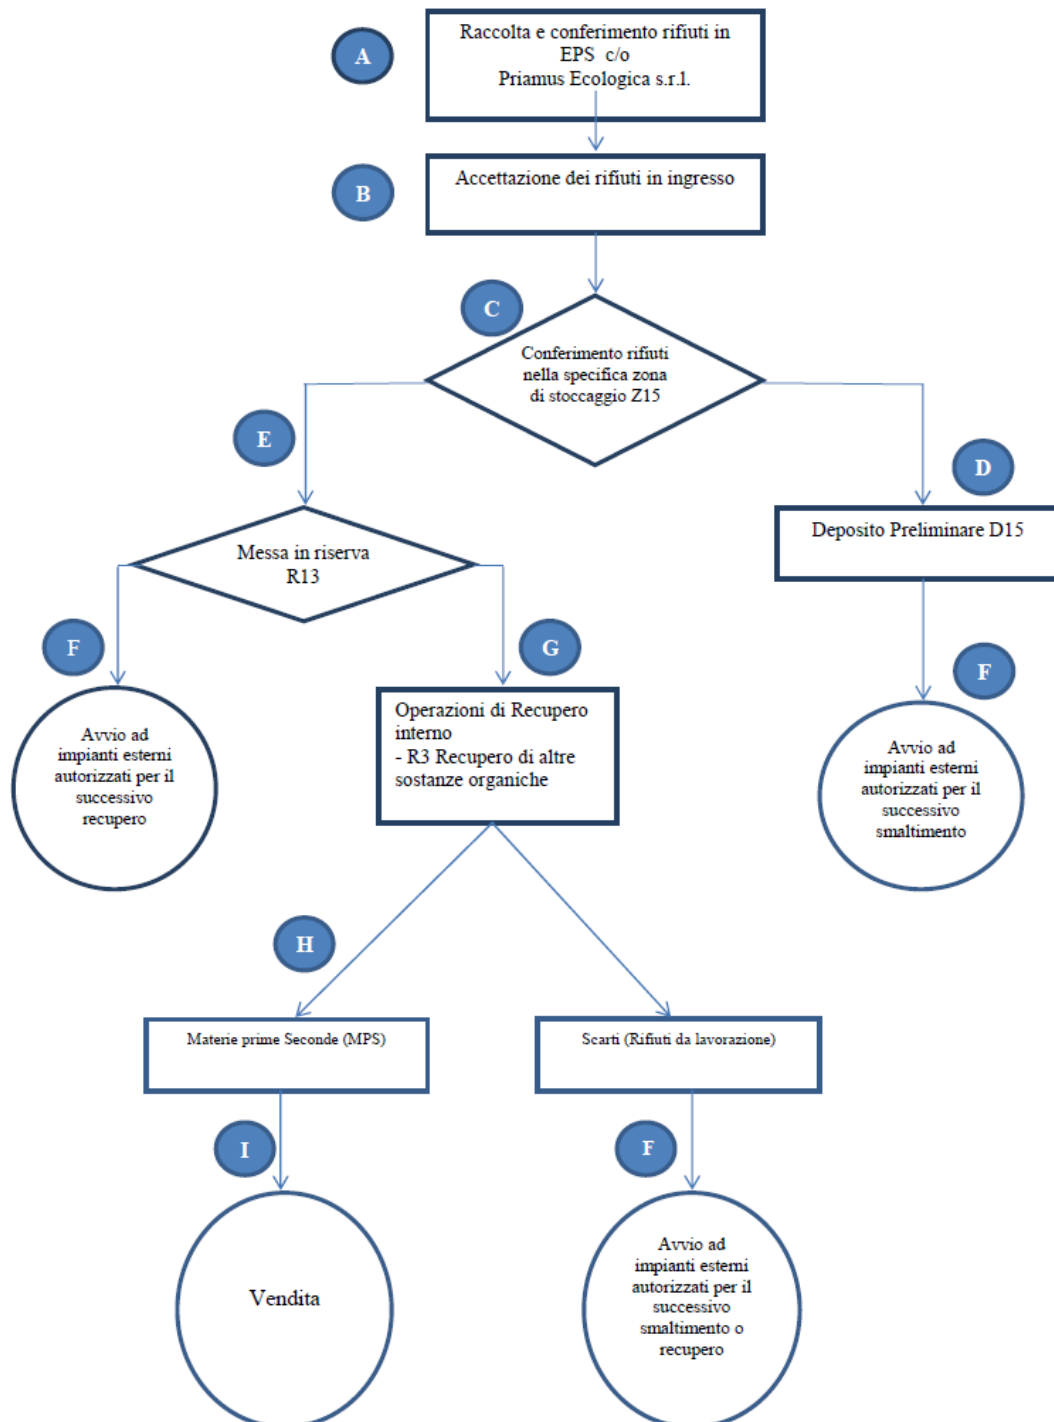 A
Raccolta e conferimento rifiuti in
EPS c/o
Priamus Ecologica s.r.l.
B
Accettazione dei rifiuti in ingresso
C
Conferimento rifiuti
nella specifica zona
di stoccaggio Z15
E
D
Messa in riserva
R13
Deposito Preliminare D15
F
G
F
Avvio ad
impianti esterni
autorizzati per il
successivo
recupero
Operazioni di Recupero
interno
- R3 Recupero di altre
sostanze organiche
Avvio ad
impianti esterni
autorizzati per il
successivo
smaltimento
H
Materie prime Seconde (MPS)
Scarti (Rifiuti da lavorazione)
I
F
Vendita
Avvio ad
impianti esterni
autorizzati per il
successivo
smaltimento o
recupero